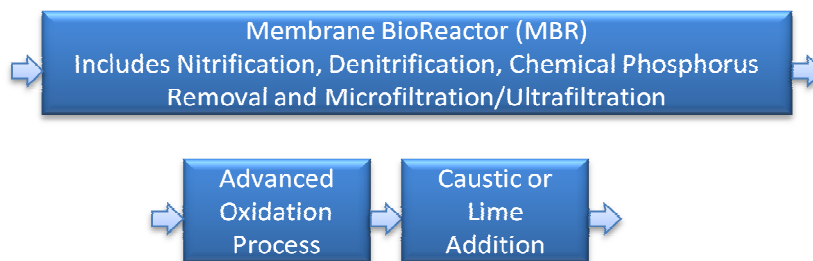 Membrane BioReactor (MBR)
Includes Nitrification, Denitrification, Chemical Phosphorus
Removal and Microfiltration/Ultrafiltration
Advanced
Oxidation
Process
Caustic or
Lime
Addition